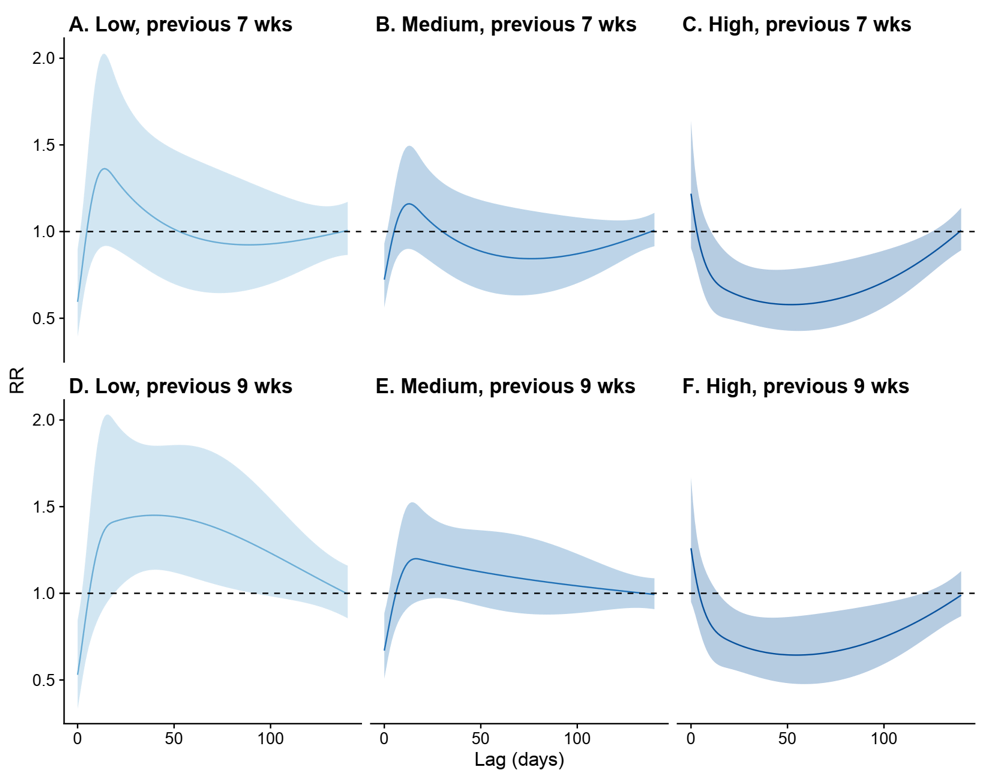 A. Low, previous 7 wks
B. Medium, previous 7 wks
C. High, previous 7 wks
2.0
1.5
1.0
0.5
RR
D. Low, previous 9 wks
E. Medium, previous 9 wks
F. High, previous 9 wks
2.0
1.5
1.0
0.5
0 50 100
0 50 100
0 50 100
Lag (days)